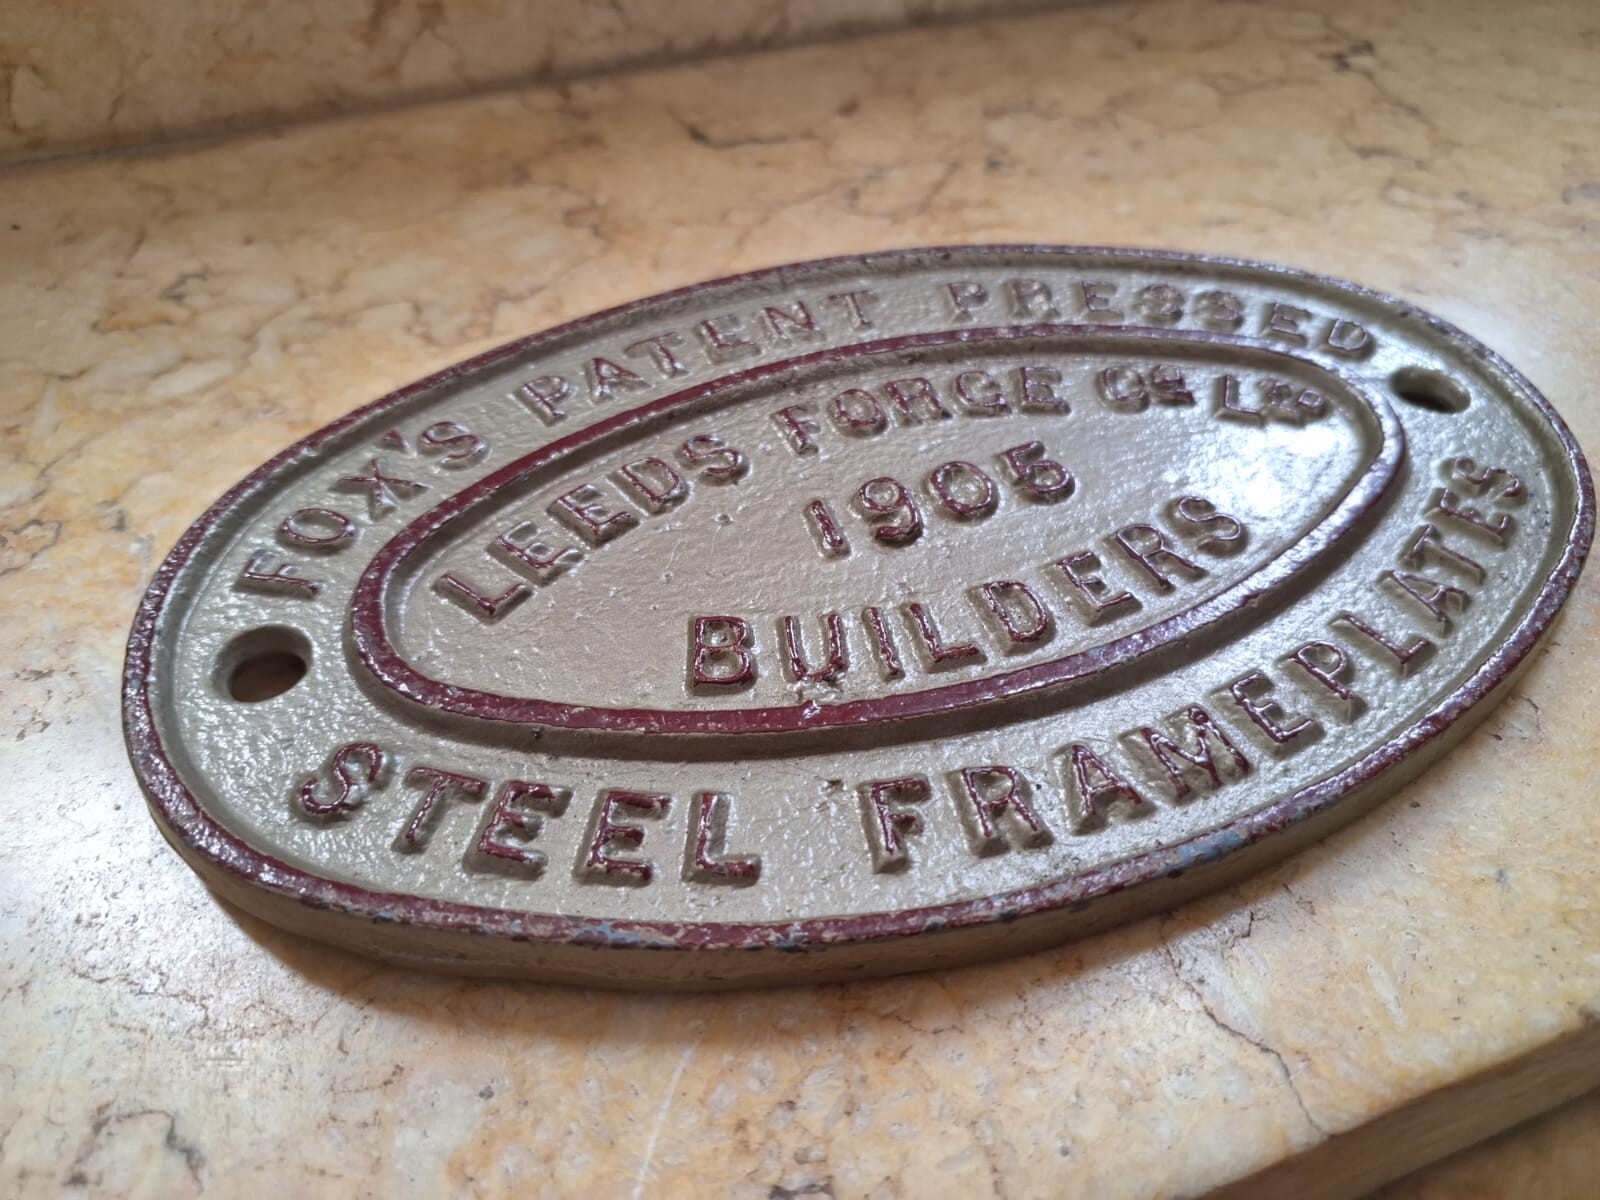 FOX'S PATENT PRESSED
LEEDS FORGE Co LTD
1905
BUILDERS
STEEL FRAMEPLATES